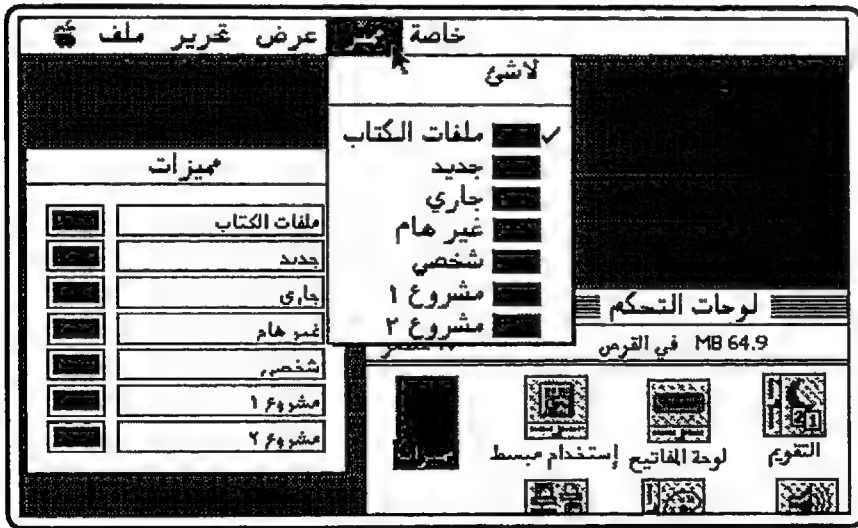 ملف تحرير عرض خاصة
لاشئ
ملفات الكتاب
جديد
جاري
غير هام
شخصي
مشروع ١
مشروع ٢
مميزات
ملفات الكتاب
جديد
جاري
غير هام
شخصي
مشروع ١
مشروع ٢
لوحات التحكم
MB 64.9 في القرص
التقويم
لوحة المفاتيح
إستخدام مبسط